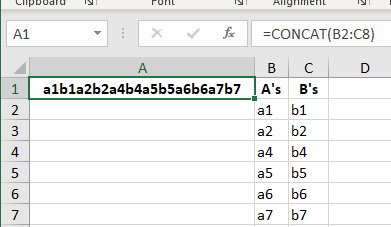 Clipboard Font Alignment
A1 fx =CONCAT(B2:C8)
A B C D
1 a1b1a2b2a4b4a5b5a6b6a7b7 A's B's
2 a1 b1
3 a2 b2
4 a4 b4
5 a5 b5
6 a6 b6
7 a7 b7